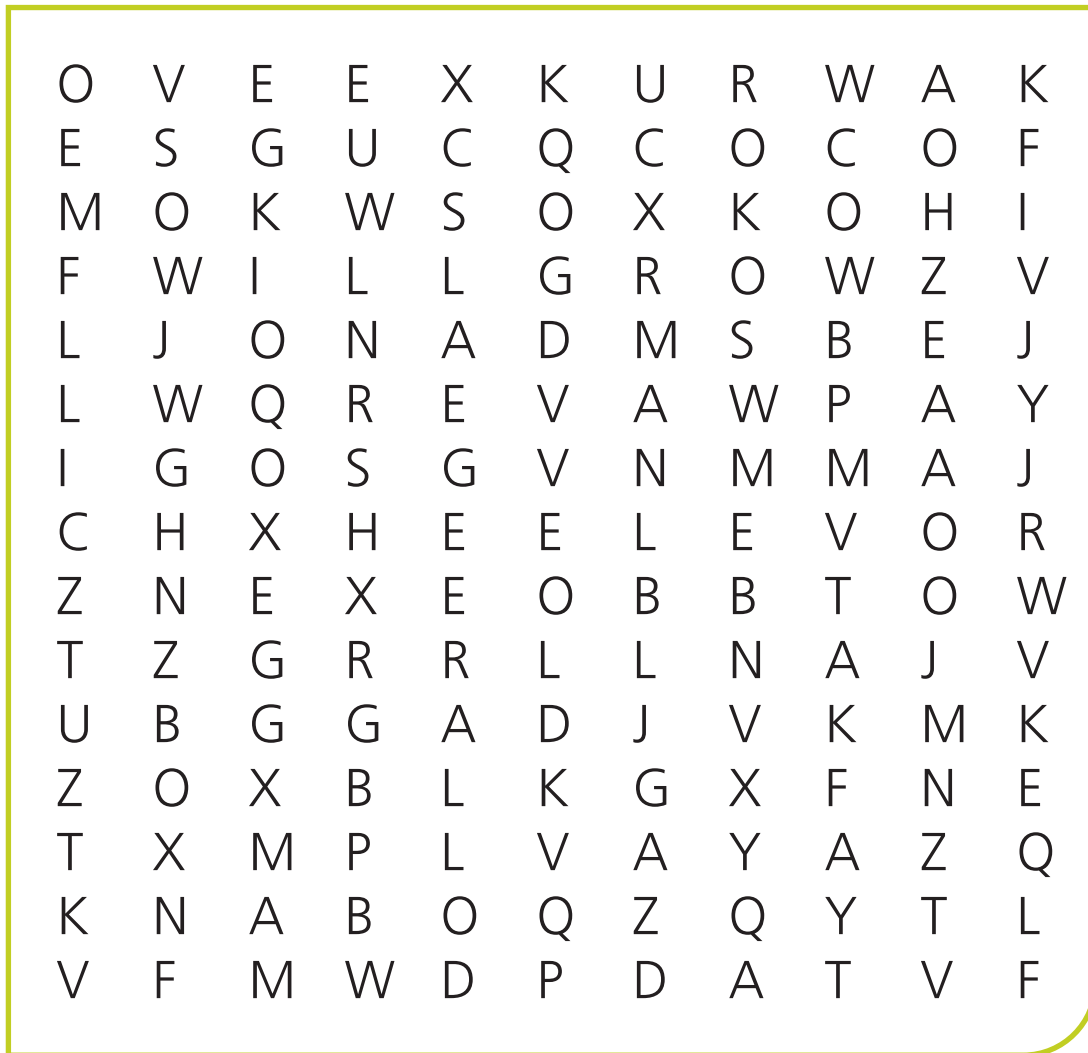 O V E E X K U R W A K
E S G U C Q C O C O F
M O K W S O X K O H I
F W I L L G R O W Z V
L J O N A D M S B E J
L W Q R E V A W P A Y
I G O S G V N M M A J
C H X H E E L E V O R
Z N E X E O B B T O W
T Z G R R L L N A J V
U B G G A D J V K M K
Z O X B L K G X F N E
T X M P L V A Y A Z Q
K N A B O Q Z Q Y T L
V F M W D P D A T V F